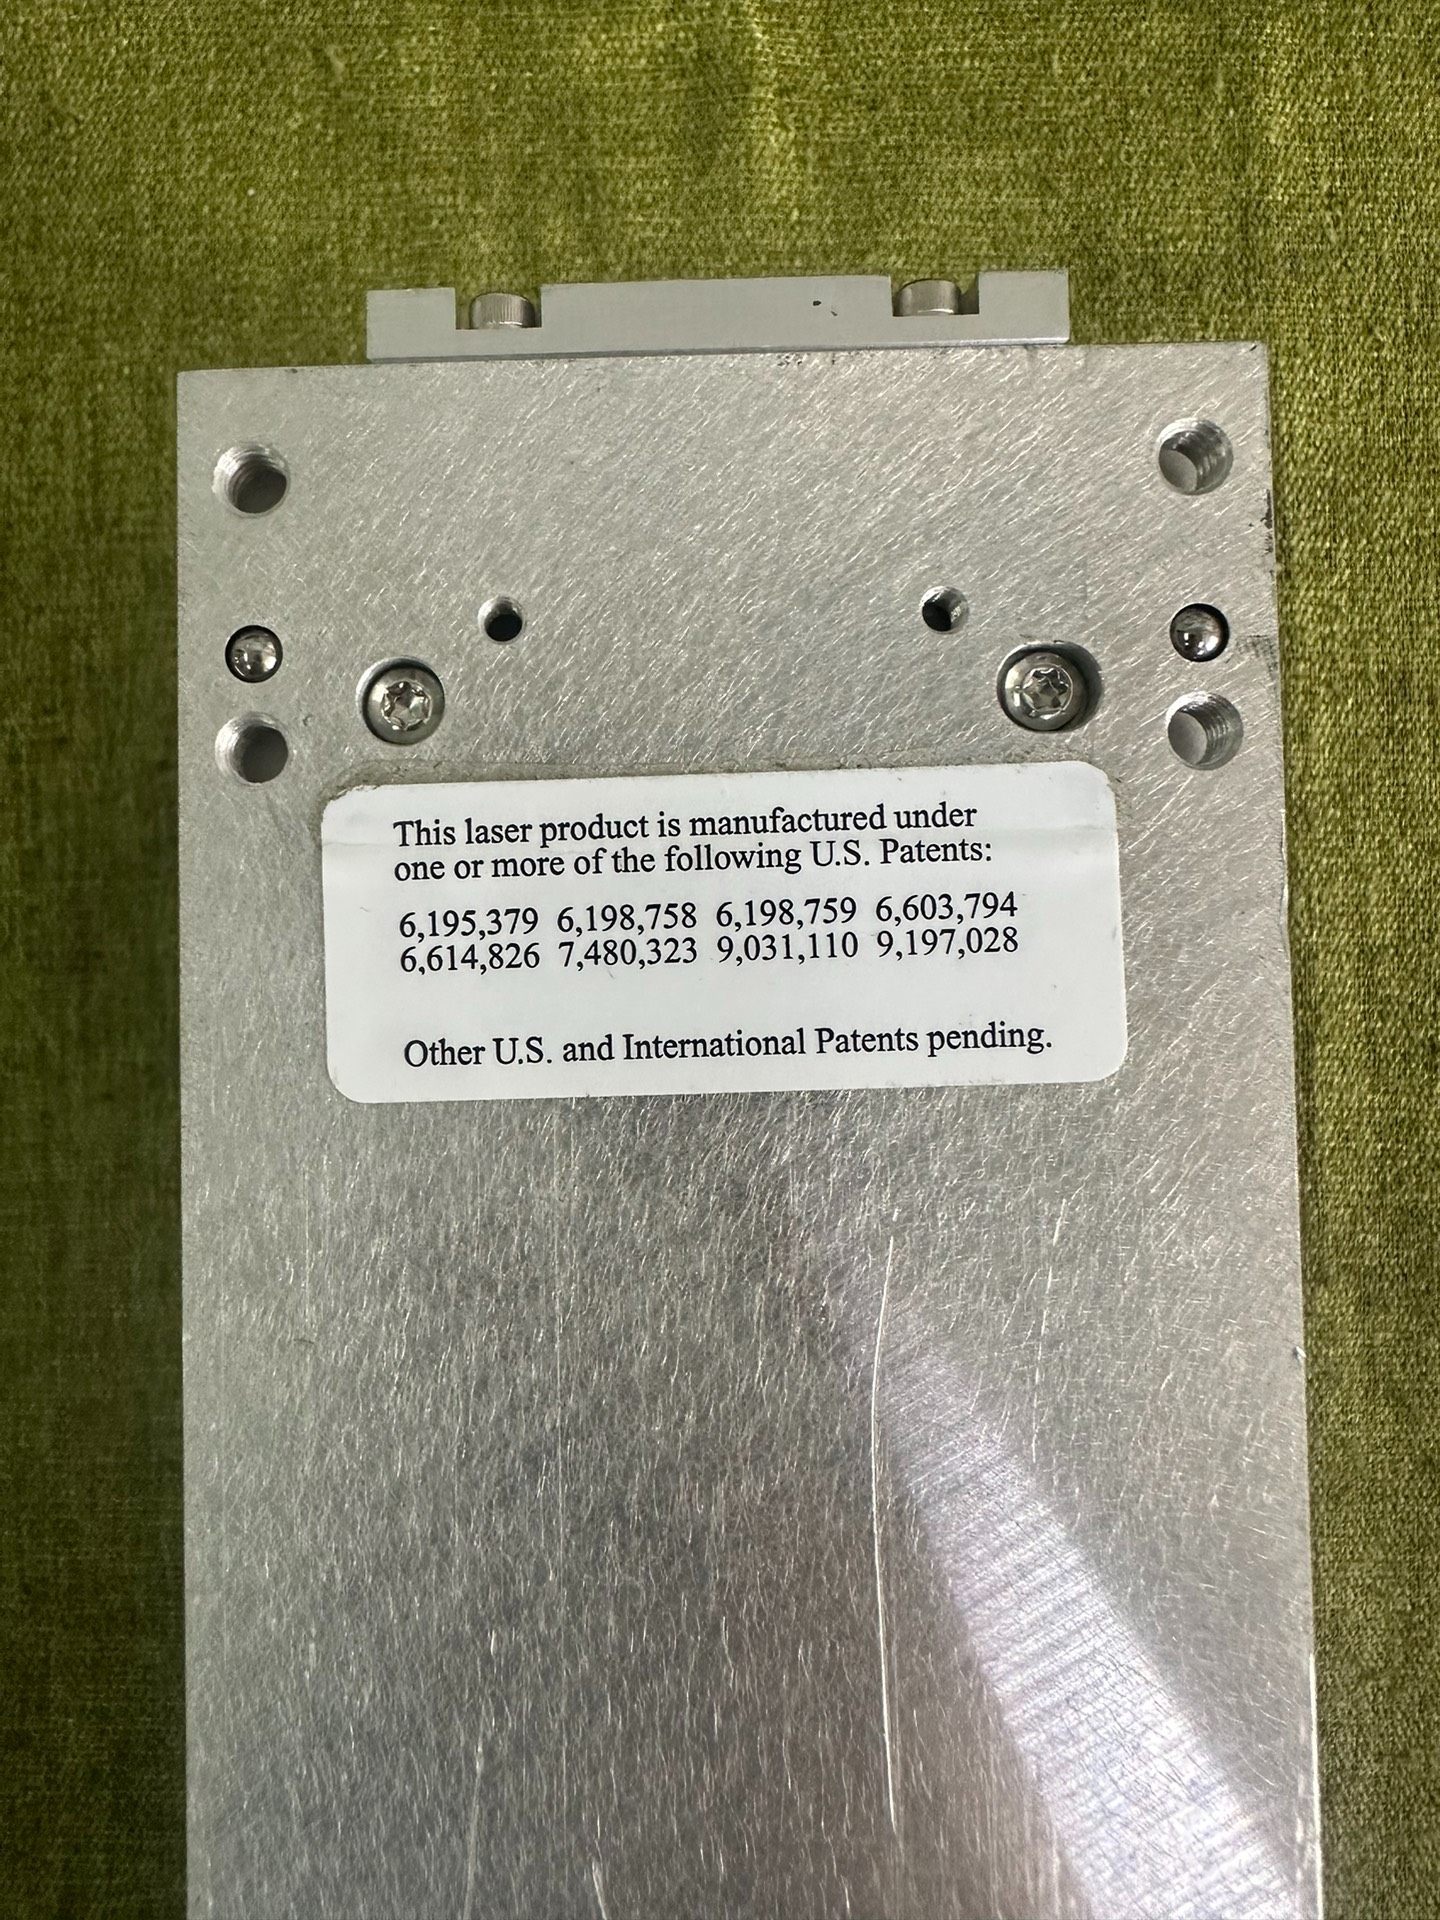 This laser product is manufactured under
one or more of the following U.S. Patents:
6,195,379 6,198,758 6,198,759 6,603,794
6,614,826 7,480,323 9,031,110 9,197,028
Other U.S. and International Patents pending.